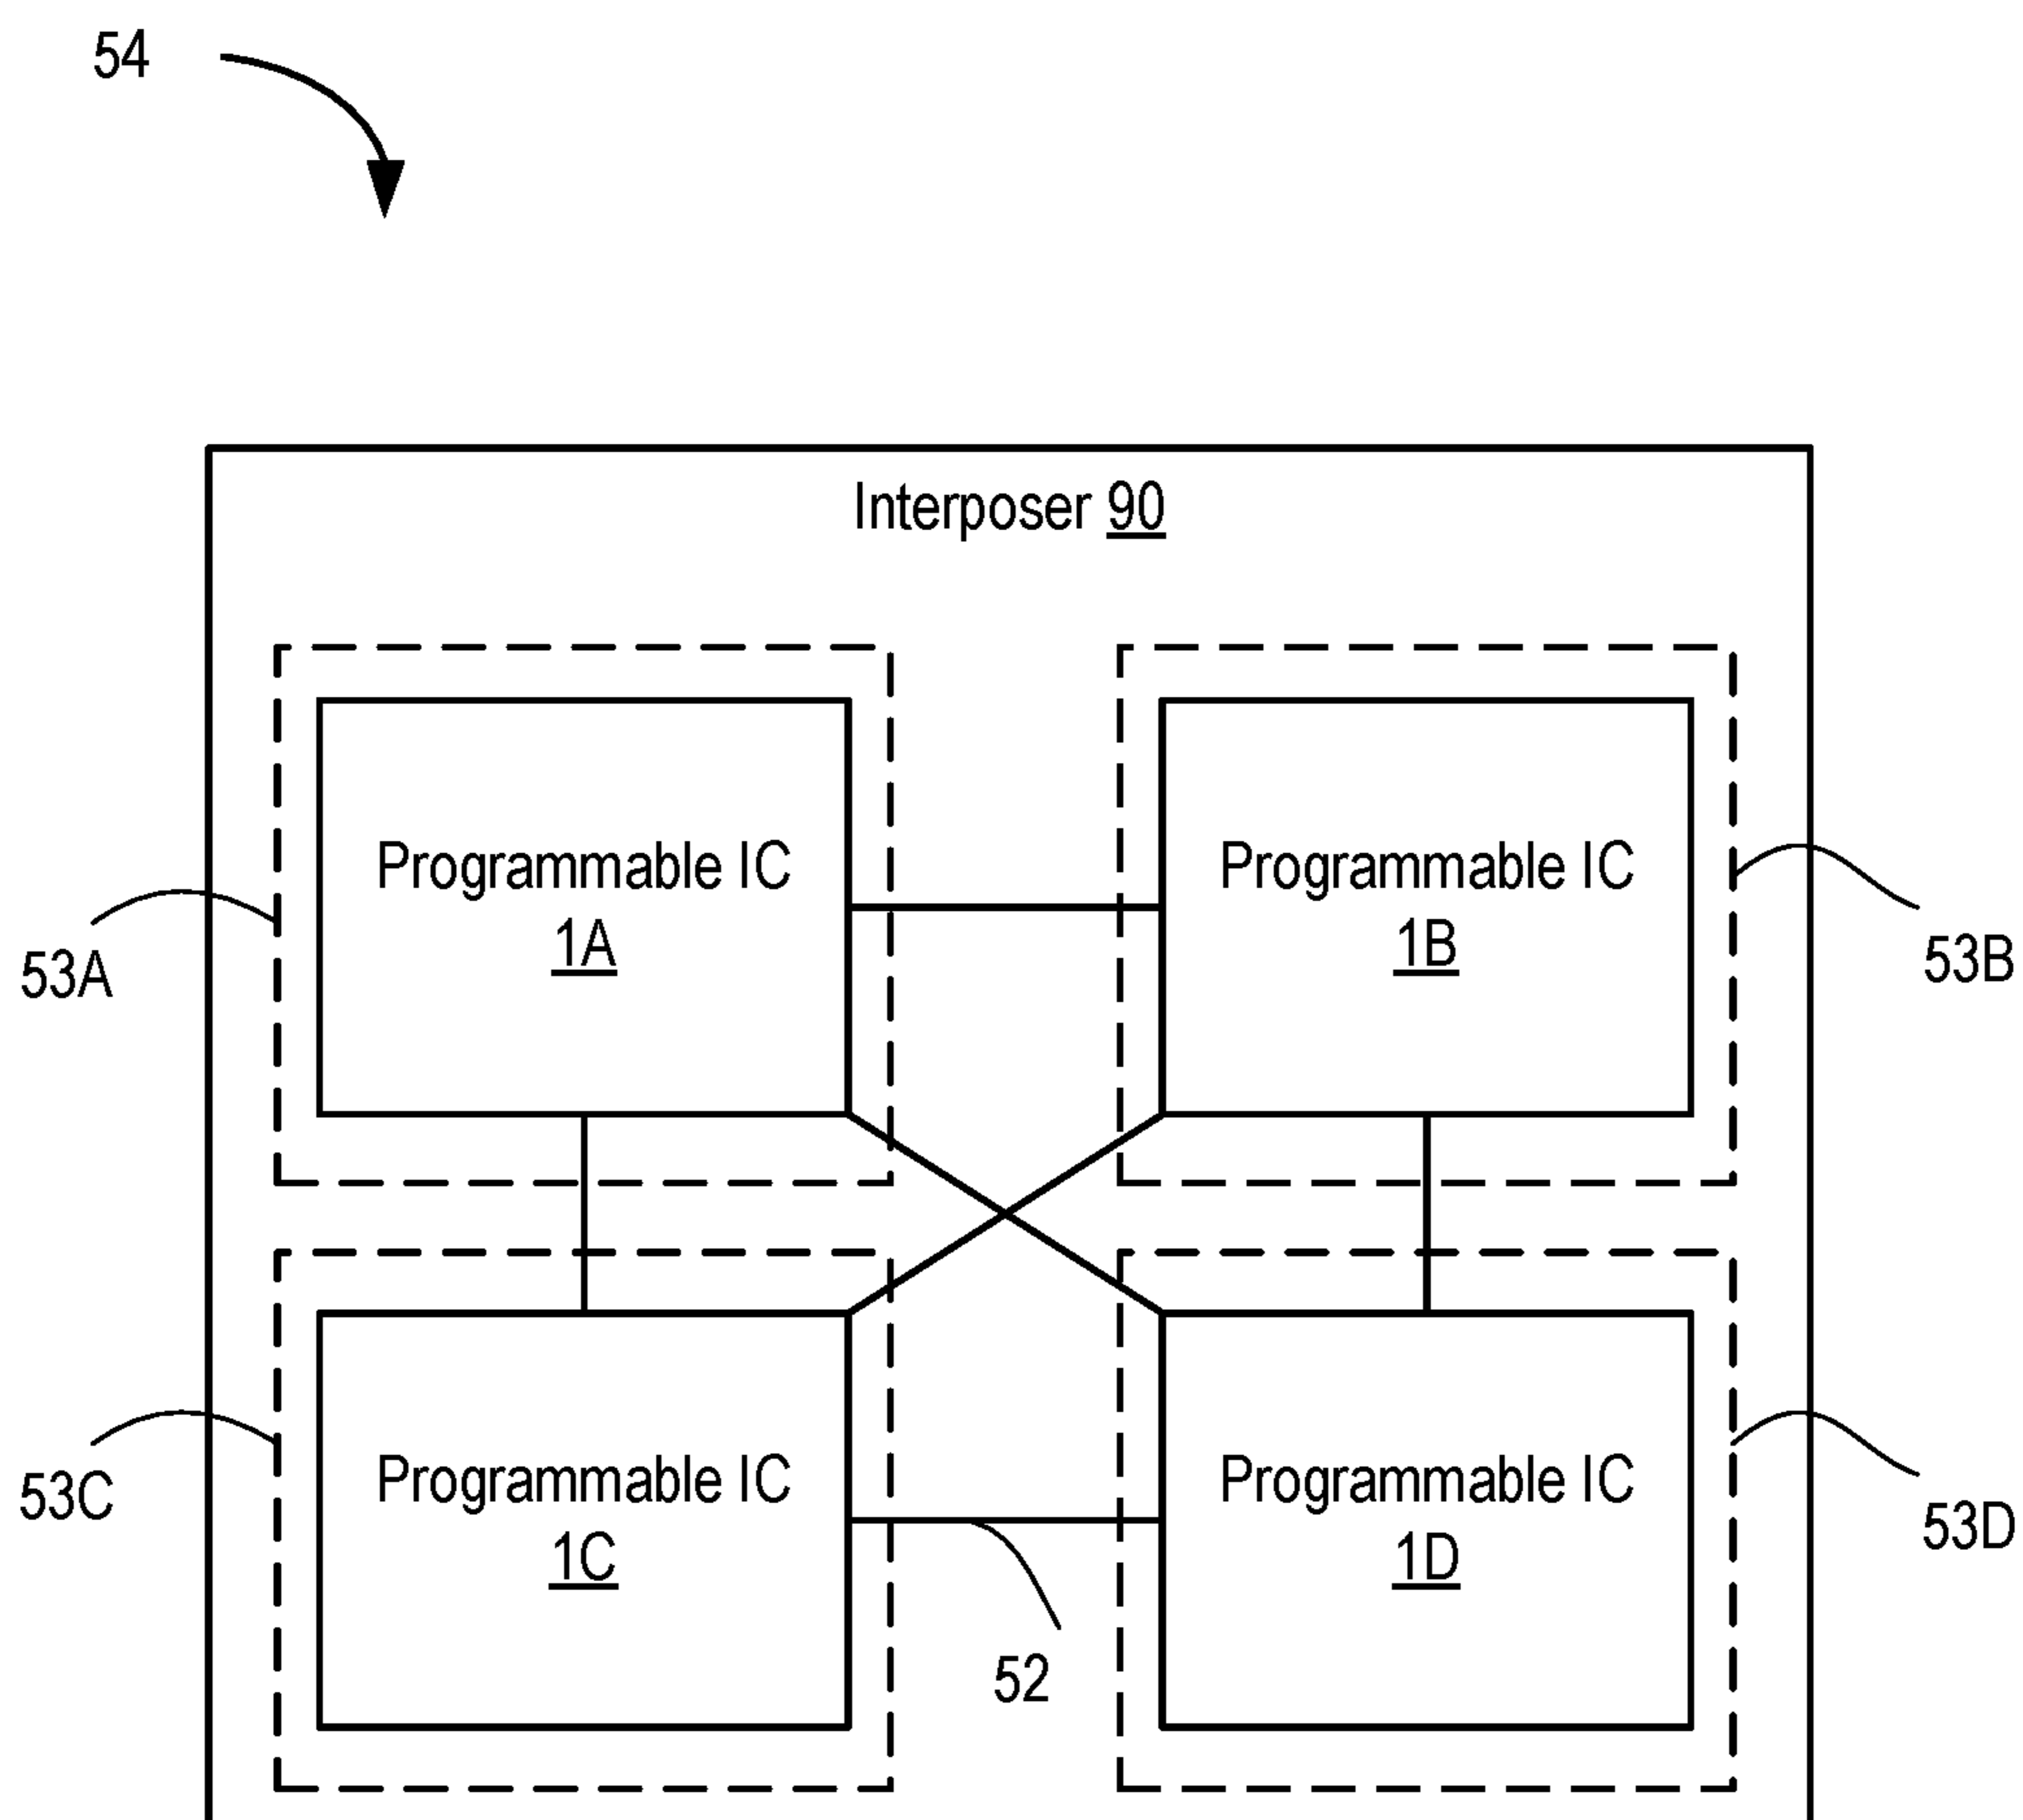 54
Interposer 90
Programmable IC
1A
Programmable IC
1B
53A
53B
Programmable IC
1C
Programmable IC
1D
53C
53D
52